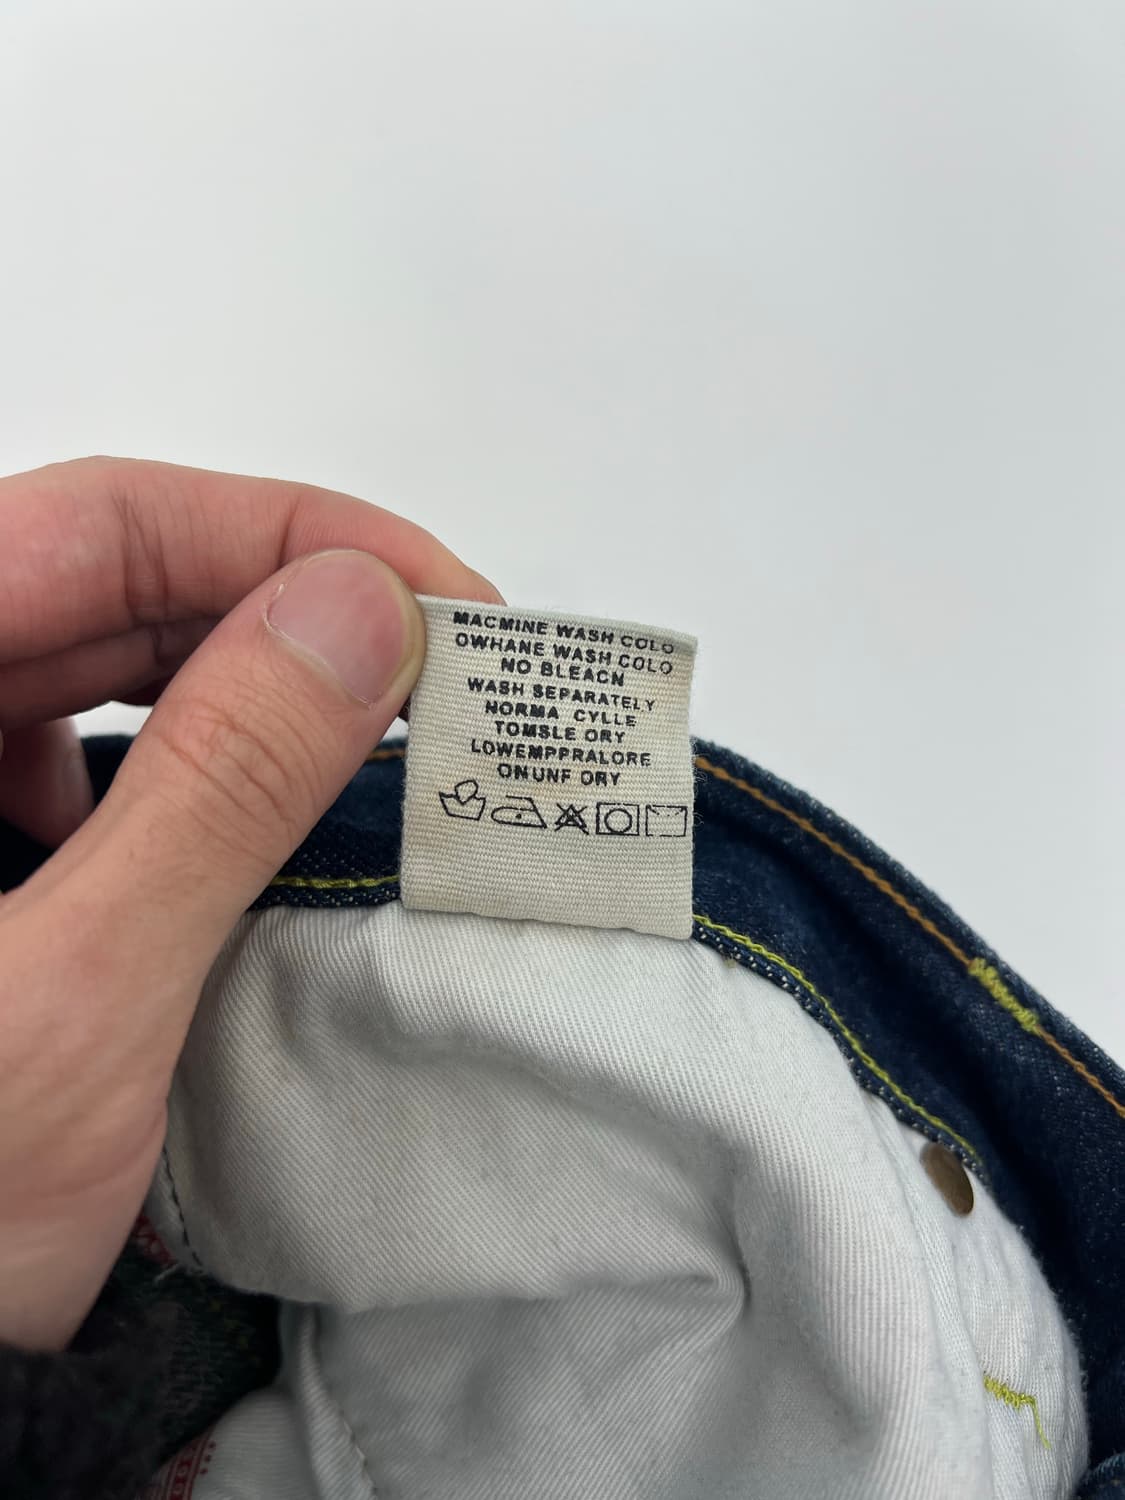 MACMINE WASH COLO
OWHANE WASH COLO
NO BLEACN
WASH SEPARATELY
NORMA CYLLE
TOMSLE ORY
LOWEMPPRALORE
ONUNF ORY